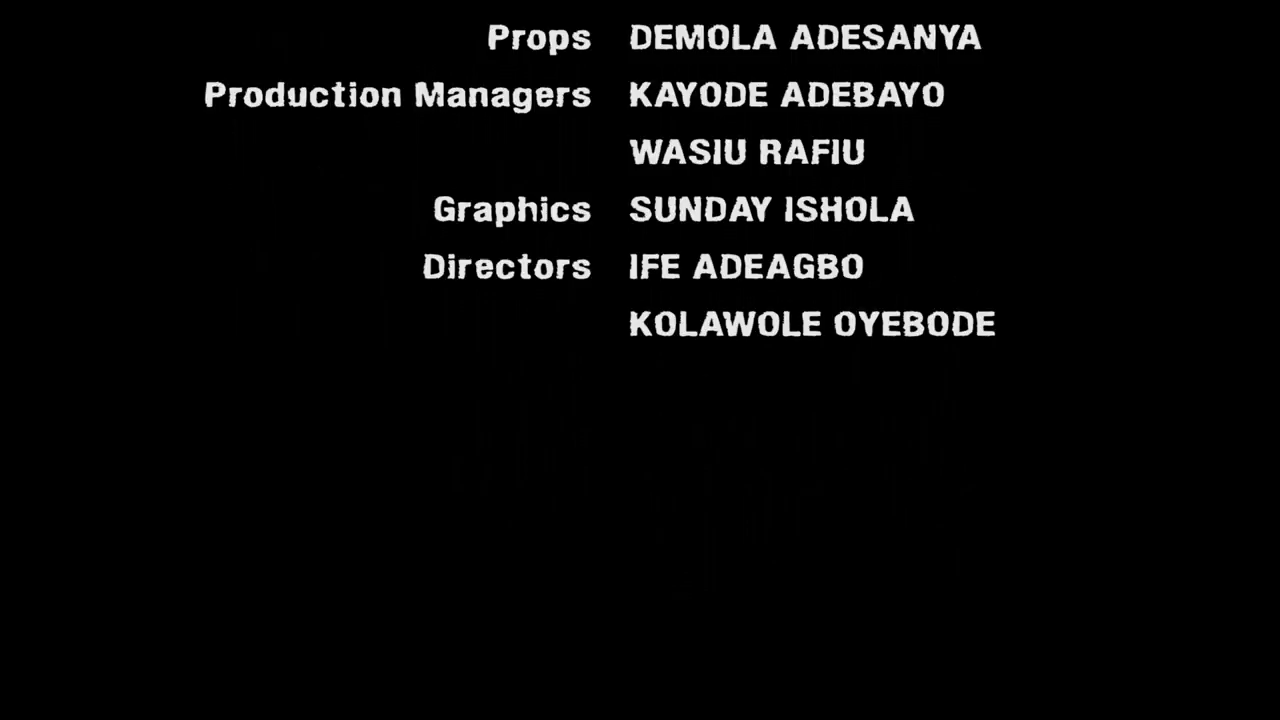 Props DEMOLA ADESANYA
Production Managers KAYODE ADEBAYO
WASIU RAFIU
Graphics SUNDAY ISHOLA
Directors IFE ADEAGBO
KOLAWOLE OYEBODE